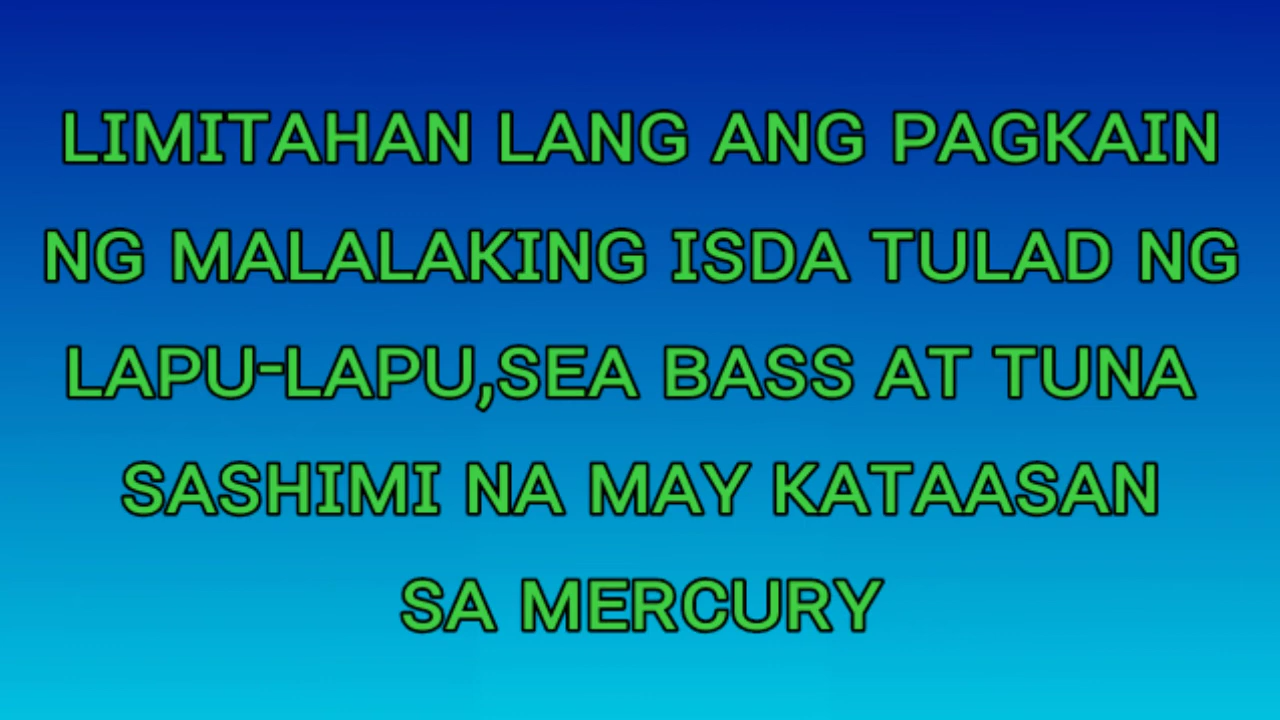 LIMITAHAN LANG ANG PAGKAIN
NG MALALAKING ISDA TULAD NG
LAPU-LAPU,SEA BASS AT TUNA
SASHIMI NA MAY KATAASAN
SA MERCURY